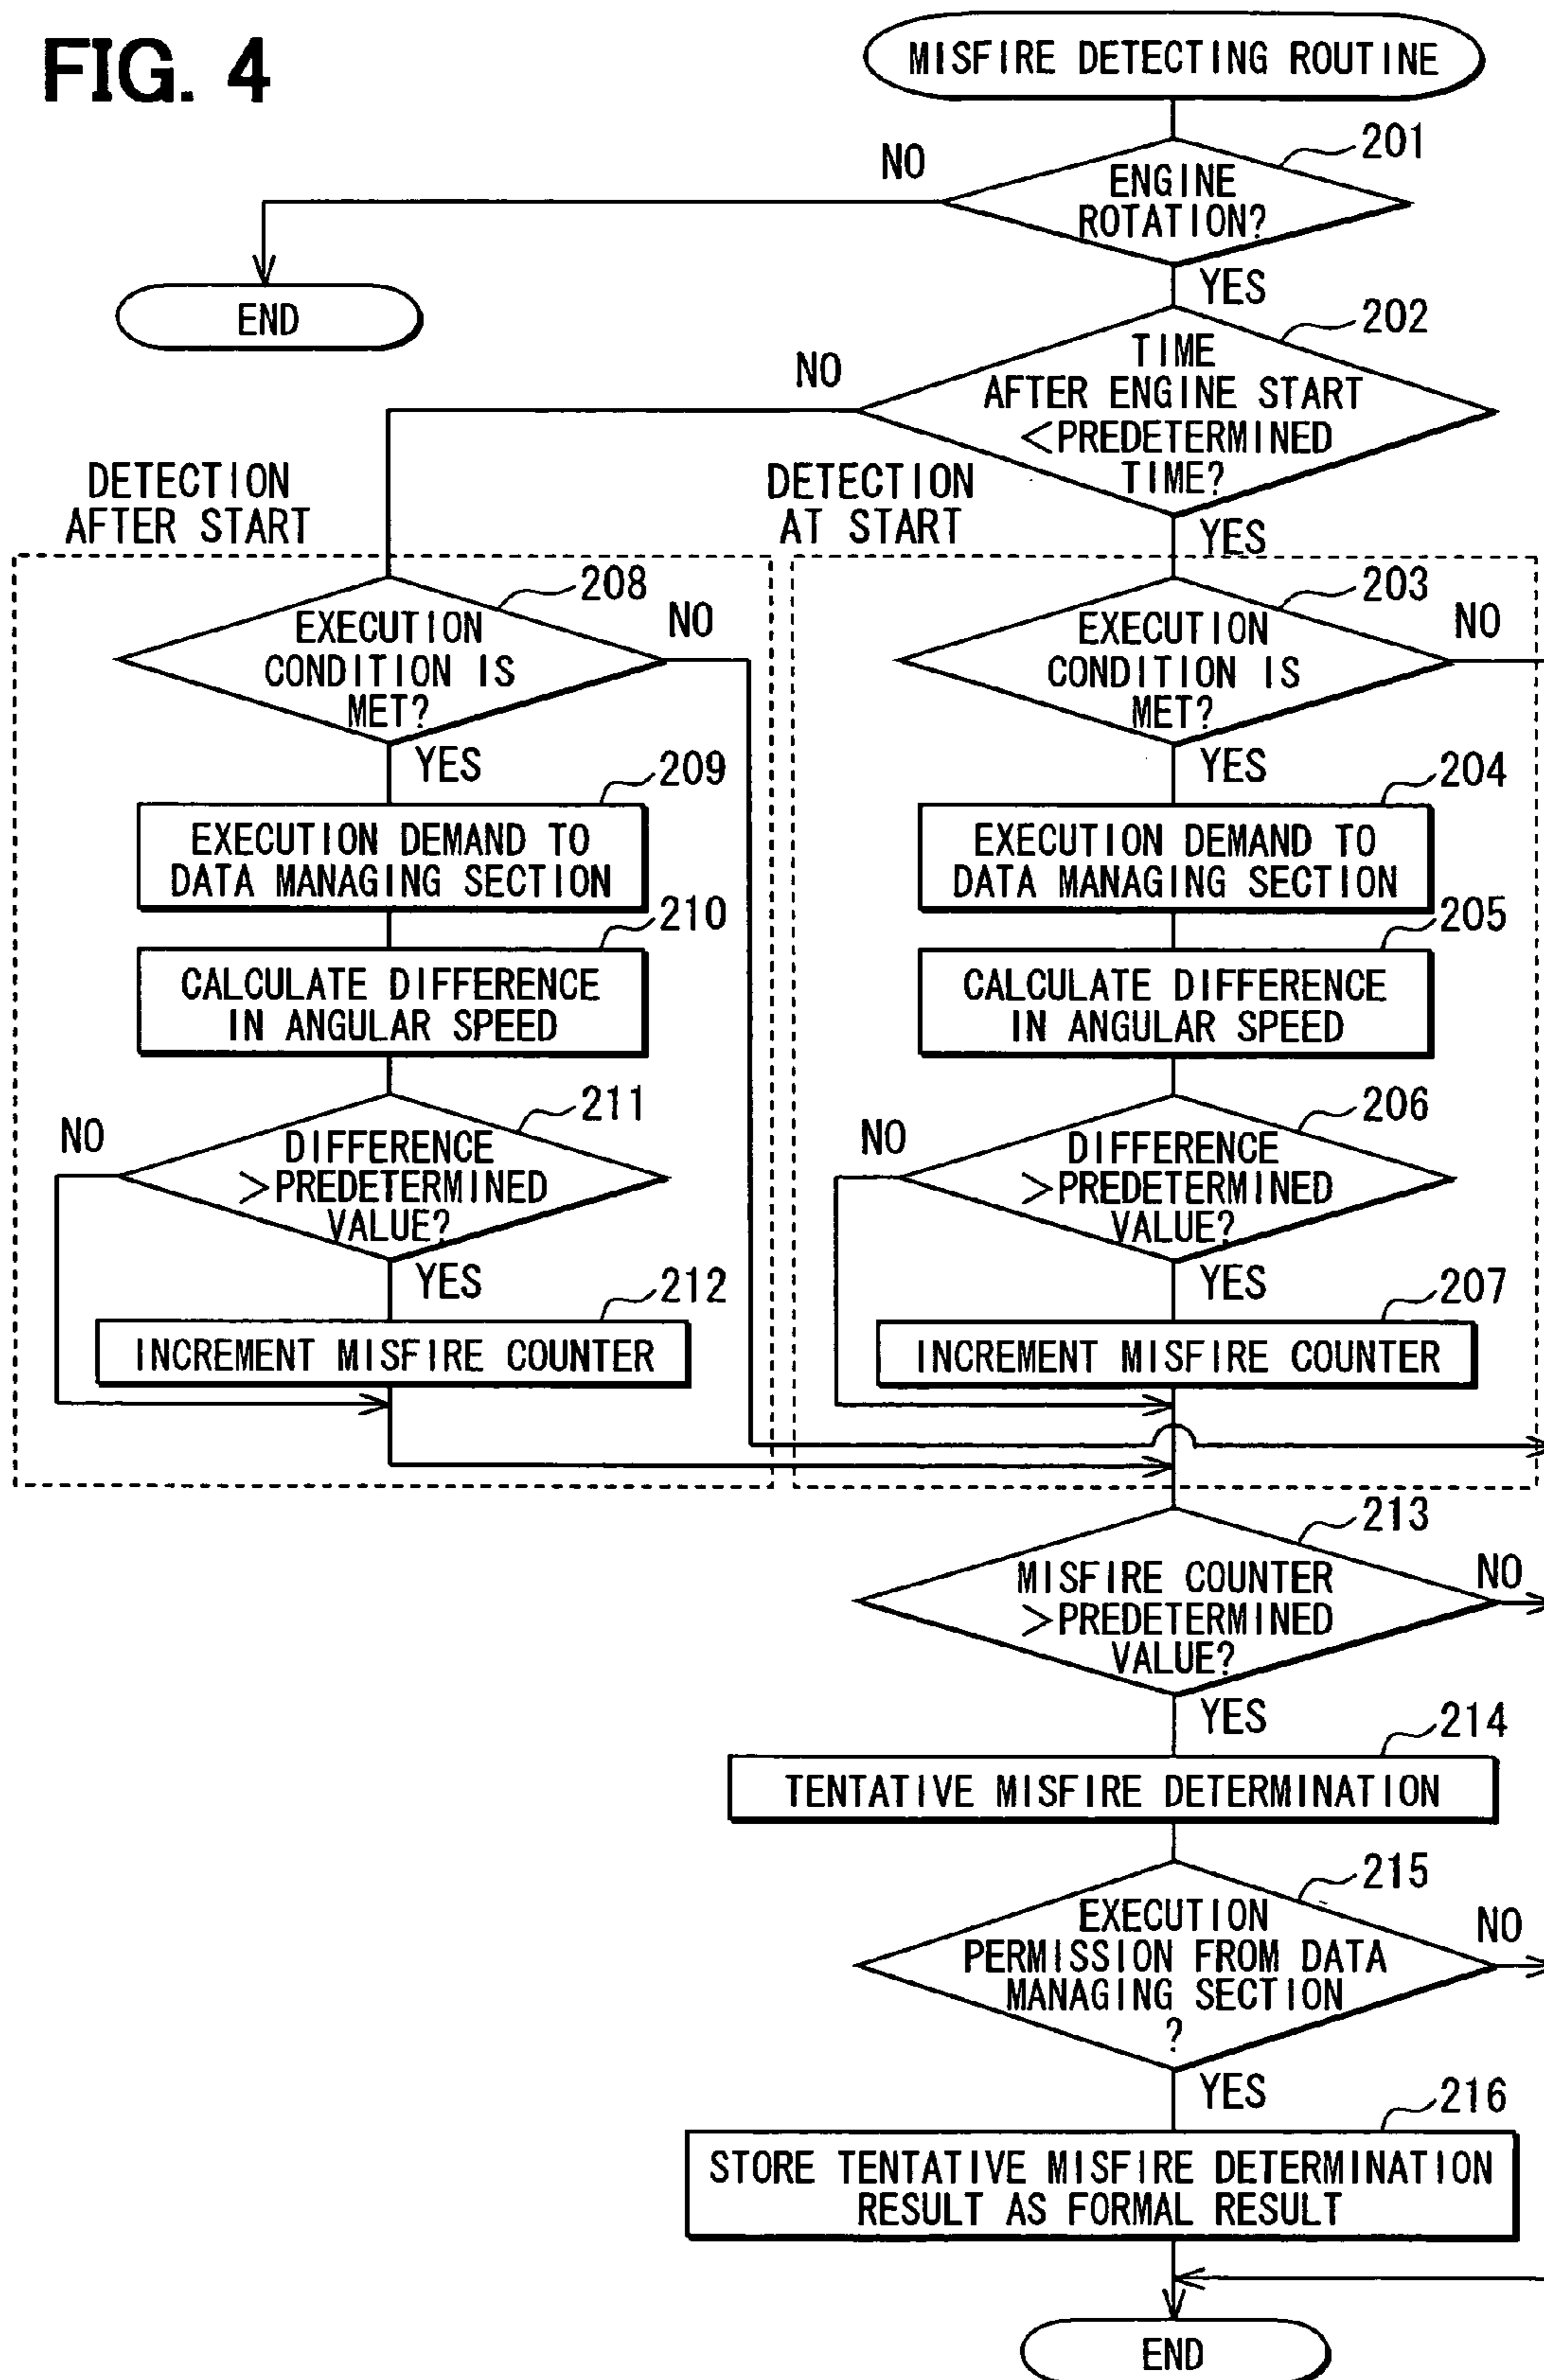 FIG. 4
MISFIRE DETECTING ROUTINE
201
NO
ENGINE
ROTATION?
YES
END
202
NO
TIME
AFTER ENGINE START
<PREDETERMINED
TIME?
YES
DETECTION
AFTER START
DETECTION
AT START
208
EXECUTION
CONDITION IS
MET?
NO
YES
209
EXECUTION DEMAND TO
DATA MANAGING SECTION
210
CALCULATE DIFFERENCE
IN ANGULAR SPEED
211
NO
DIFFERENCE
>PREDETERMINED
VALUE?
YES
212
INCREMENT MISFIRE COUNTER
203
EXECUTION
CONDITION IS
MET?
NO
YES
204
EXECUTION DEMAND TO
DATA MANAGING SECTION
205
CALCULATE DIFFERENCE
IN ANGULAR SPEED
206
NO
DIFFERENCE
>PREDETERMINED
VALUE?
YES
207
INCREMENT MISFIRE COUNTER
213
MISFIRE COUNTER
>PREDETERMINED
VALUE?
NO
YES
214
TENTATIVE MISFIRE DETERMINATION
215
EXECUTION
PERMISSION FROM DATA
MANAGING SECTION
?
NO
YES
216
STORE TENTATIVE MISFIRE DETERMINATION
RESULT AS FORMAL RESULT
END